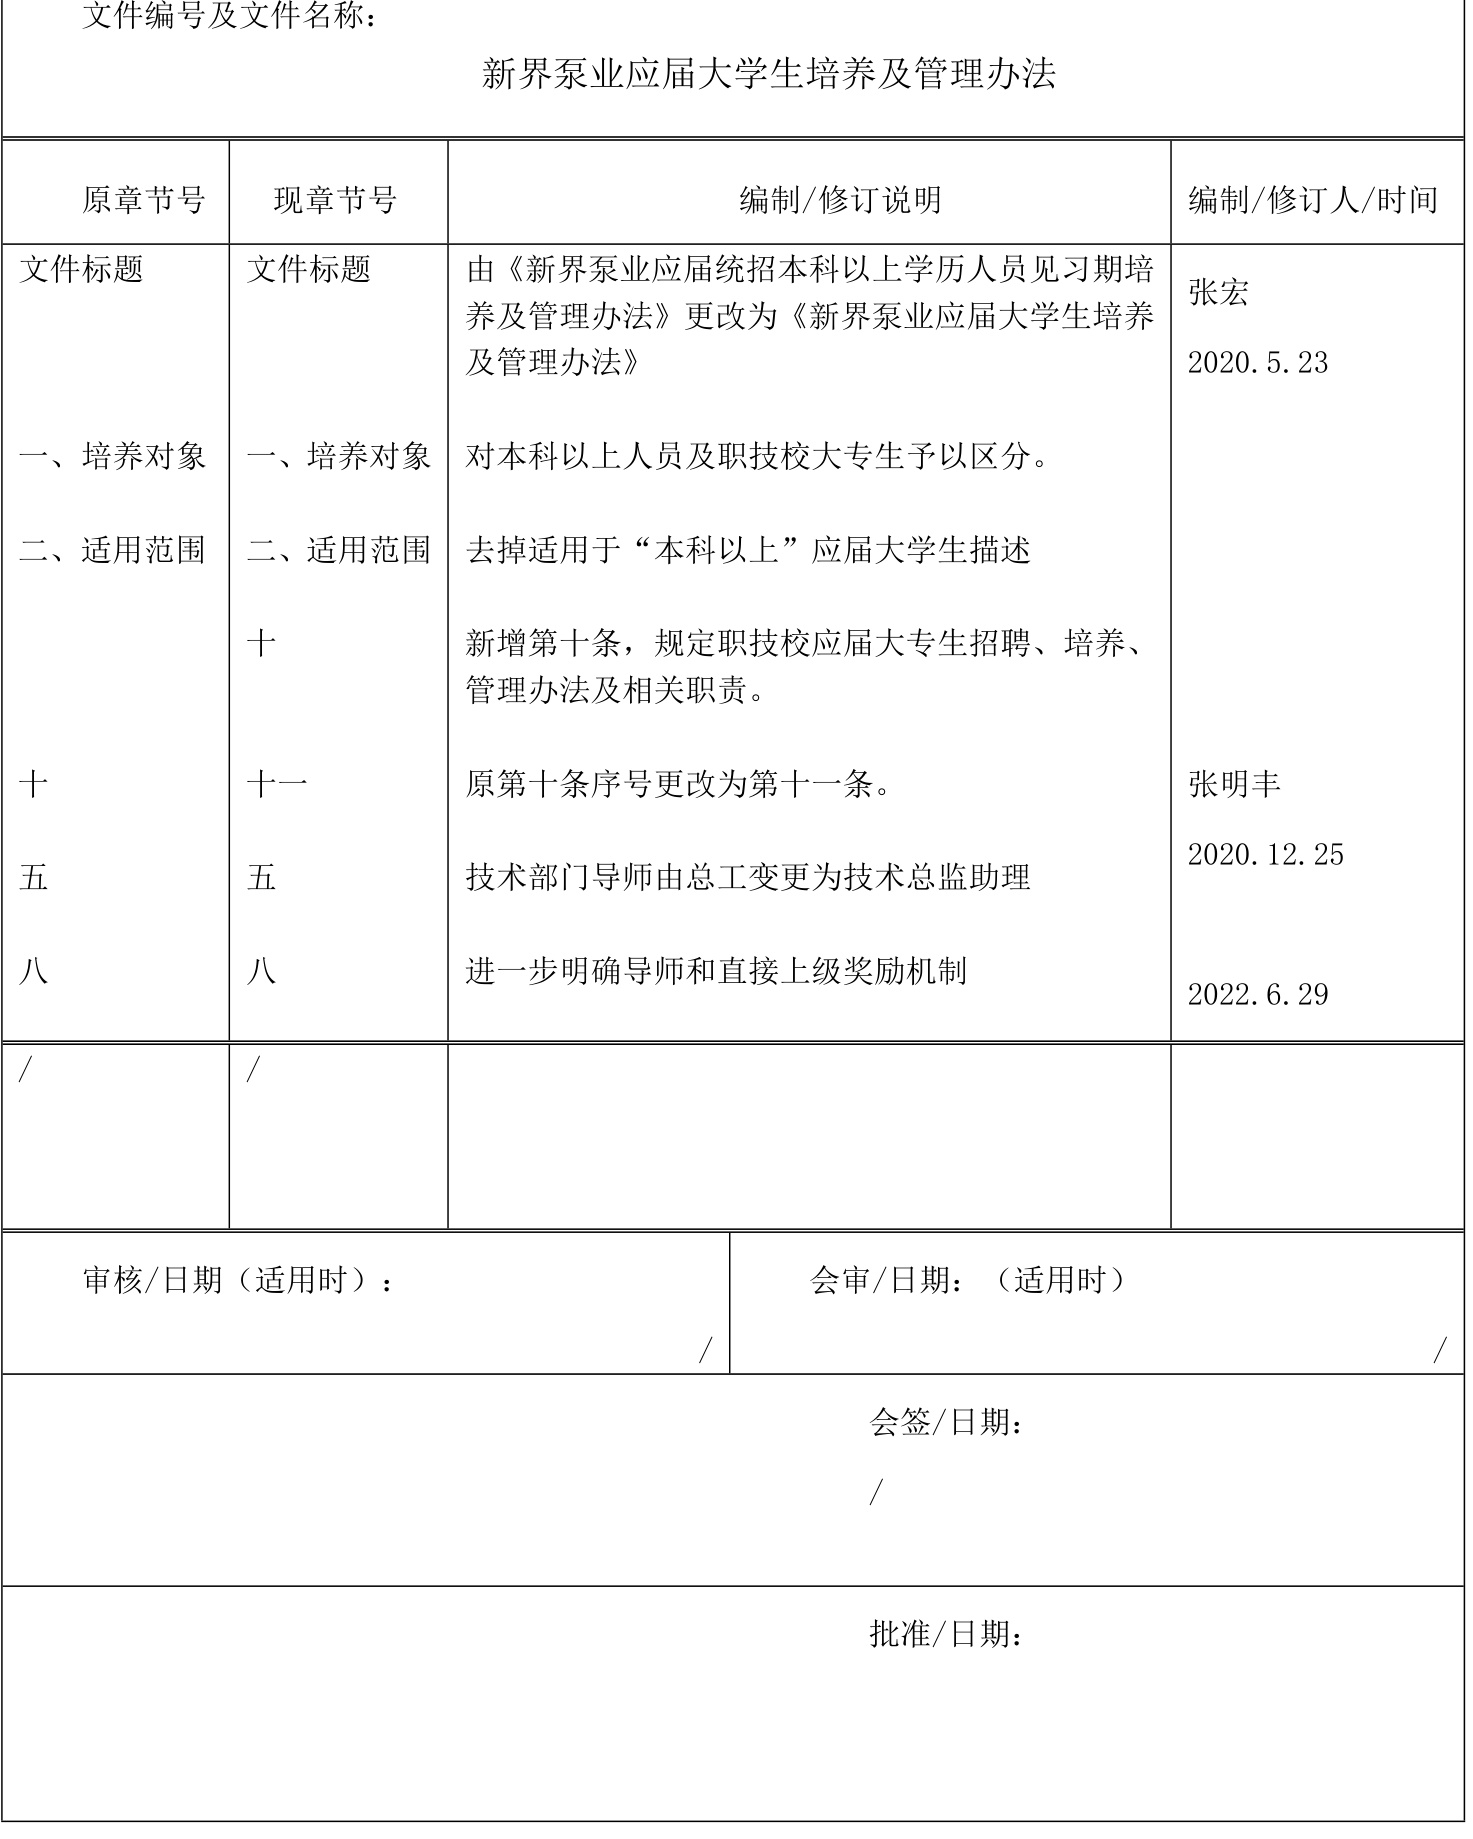 文件编号及文件名称：
新界泵业应届大学生培养及管理办法
原章节号
现章节号
编制/修订说明
编制/修订人/时间
文件标题
文件标题
由《新界泵业应届统招本科以上学历人员见习期培
养及管理办法》更改为《新界泵业应届大学生培养
及管理办法》
张宏
2020.5.23
一、培养对象
一、培养对象
对本科以上人员及职技校大专生予以区分。
二、适用范围
二、适用范围
去掉适用于“本科以上”应届大学生描述
十
新增第十条，规定职技校应届大专生招聘、培养、
管理办法及相关职责。
十
十一
原第十条序号更改为第十一条。
张明丰
2020.12.25
五
五
技术部门导师由总工变更为技术总监助理
八
八
进一步明确导师和直接上级奖励机制
2022.6.29
/
/
审核/日期（适用时）：
/
会审/日期：（适用时）
/
会签/日期：
/
批准/日期：